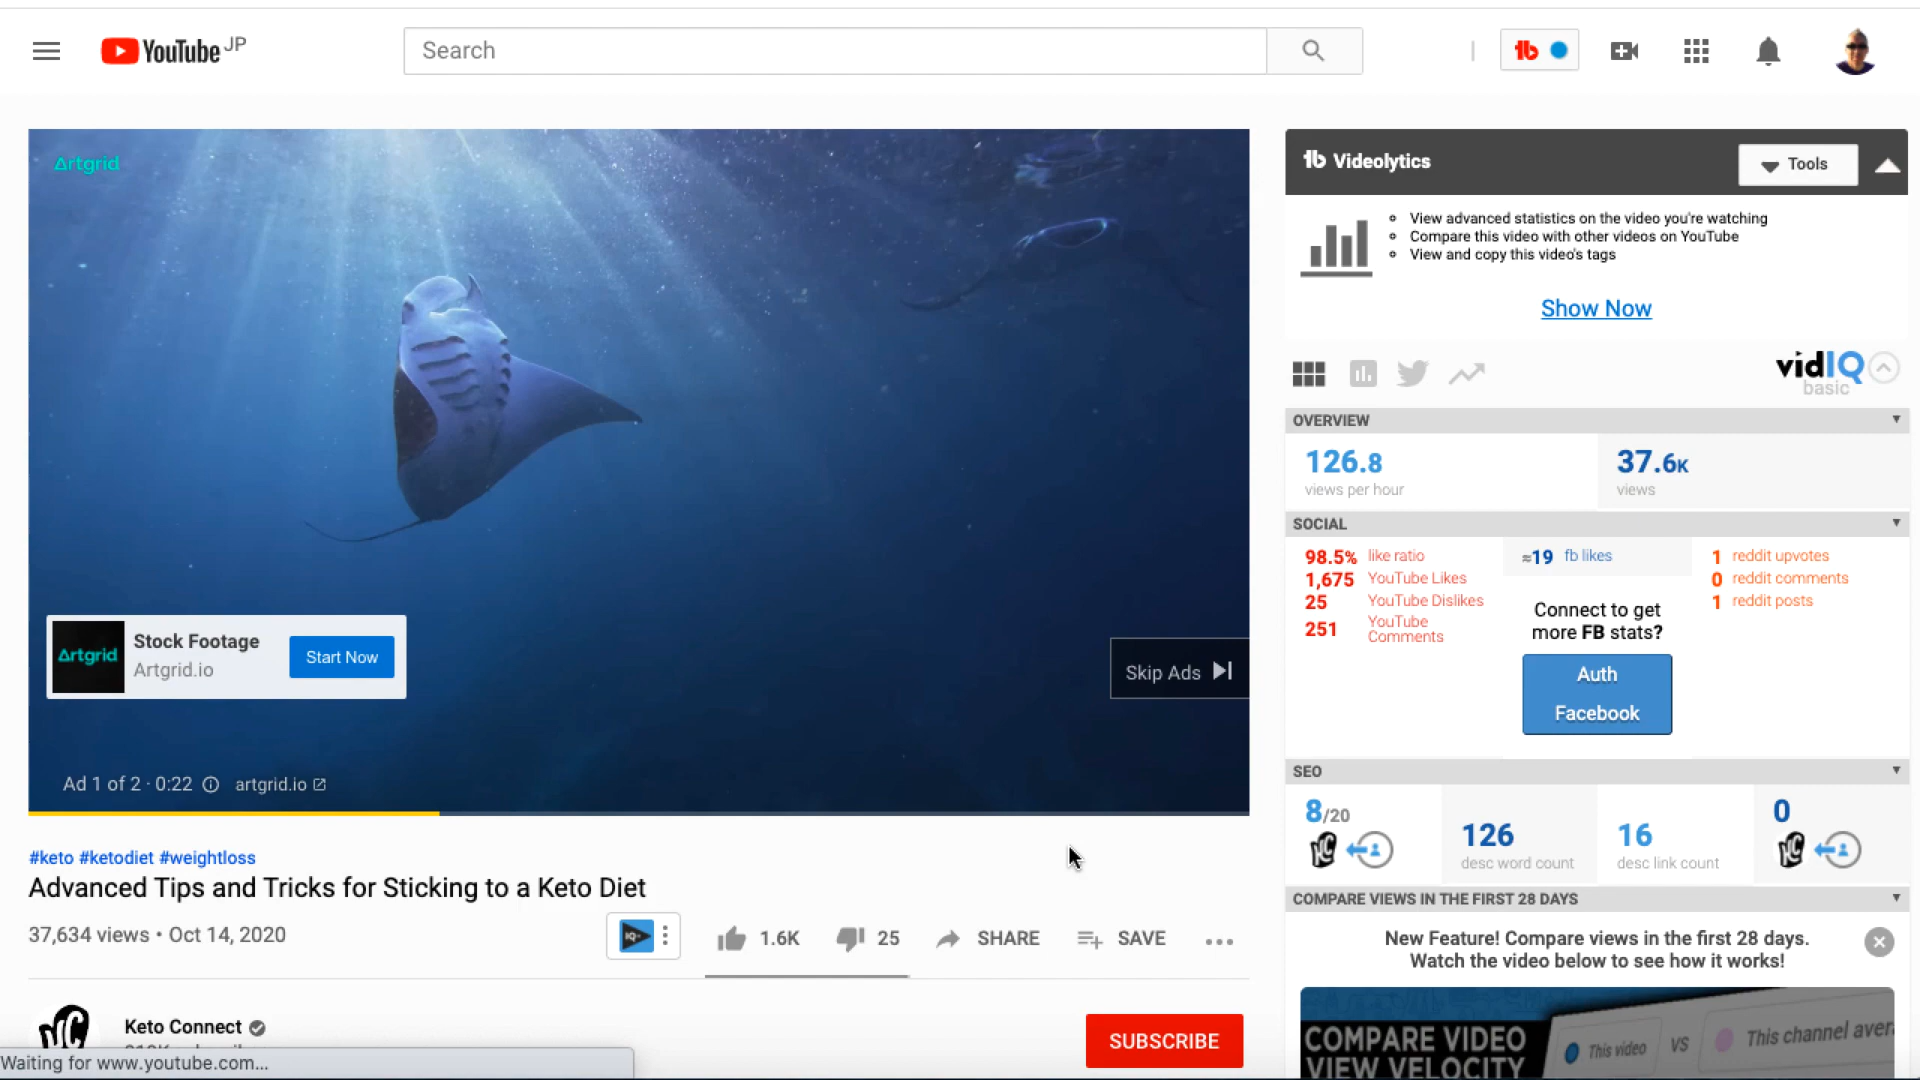 YouTube JP
Search
Artgrid
Stock Footage
Artgrid
Artgrid.io
Start Now
Skip Ads
Ad 1 of 2 · 0:22
artgrid.io
#keto #ketodiet #weightloss
Advanced Tips and Tricks for Sticking to a Keto Diet
37,634 views • Oct 14, 2020
IQ
1.6K
25
SHARE
SAVE
Keto Connect
SUBSCRIBE
Waiting for www.youtube.com...
tb Videolytics
Tools
View advanced statistics on the video you're watching
Compare this video with other videos on YouTube
View and copy this video's tags
Show Now
vidIQ
basic
OVERVIEW
126.8
views per hour
37.6K
views
SOCIAL
98.5% like ratio
1,675 YouTube Likes
25 YouTube Dislikes
251 YouTube
Comments
≈19 fb likes
Connect to get
more FB stats?
Auth
Facebook
1 reddit upvotes
0 reddit comments
1 reddit posts
SEO
8/20
126
desc word count
16
desc link count
0
COMPARE VIEWS IN THE FIRST 28 DAYS
New Feature! Compare views in the first 28 days.
Watch the video below to see how it works!
COMPARE VIDEO
VIEW VELOCITY
This video
VS
This channel